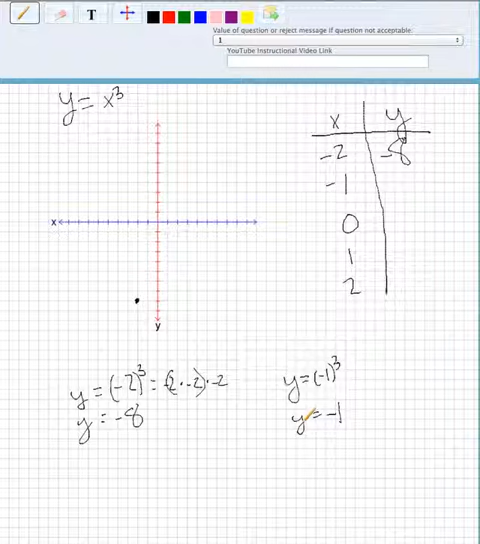 T
Value of question or reject message if question not acceptable:
1
YouTube Instructional Video Link
y = x³
x y
-2 -8
-1
0
1
2
x
y
y = (-2)³ = (-2 · -2) · -2
y = -8
y = (-1)³
y = -1